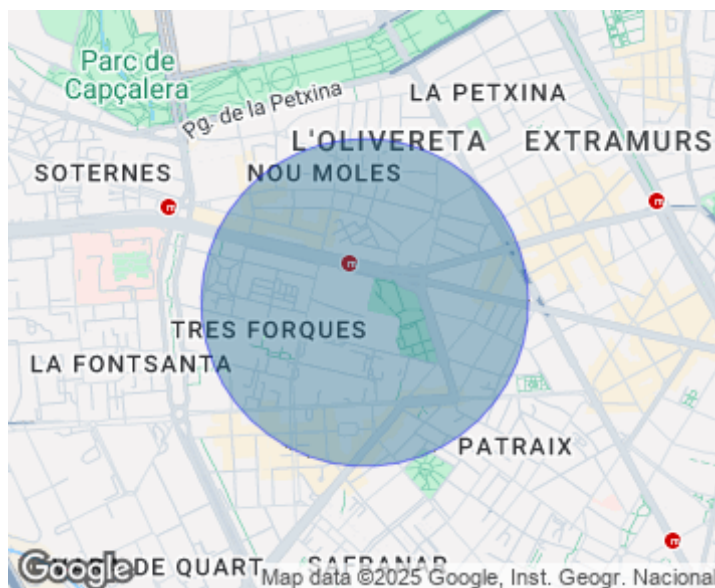 Parc de
Capçalera
Pg. de la Petxina
LA PETXINA
L'OLIVERETA
EXTRAMURS
SOTERNES
NOU MOLES
m
m
m
TRES FORQUES
LA FONTSANTA
PATRAIX
m
Google
DE QUART
SAFRANAR
Map data ©2025 Google, Inst. Geogr. Nacional